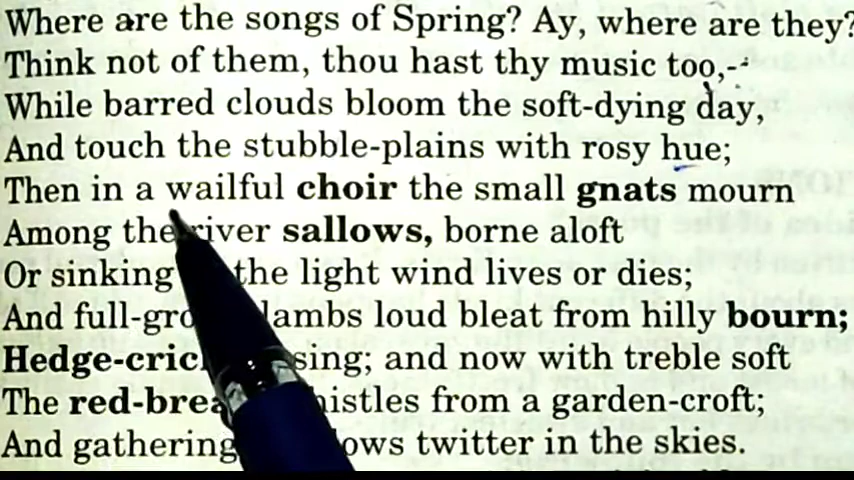 Where are the songs of Spring? Ay, where are they?
Think not of them, thou hast thy music too,--
While barred clouds bloom the soft-dying day,
And touch the stubble-plains with rosy hue;
Then in a wailful choir the small gnats mourn
Among the river sallows, borne aloft
Or sinking the light wind lives or dies;
And full-gro lambs loud bleat from hilly bourn;
Hedge-cric sing; and now with treble soft
The red-brea histles from a garden-croft;
And gathering ows twitter in the skies.